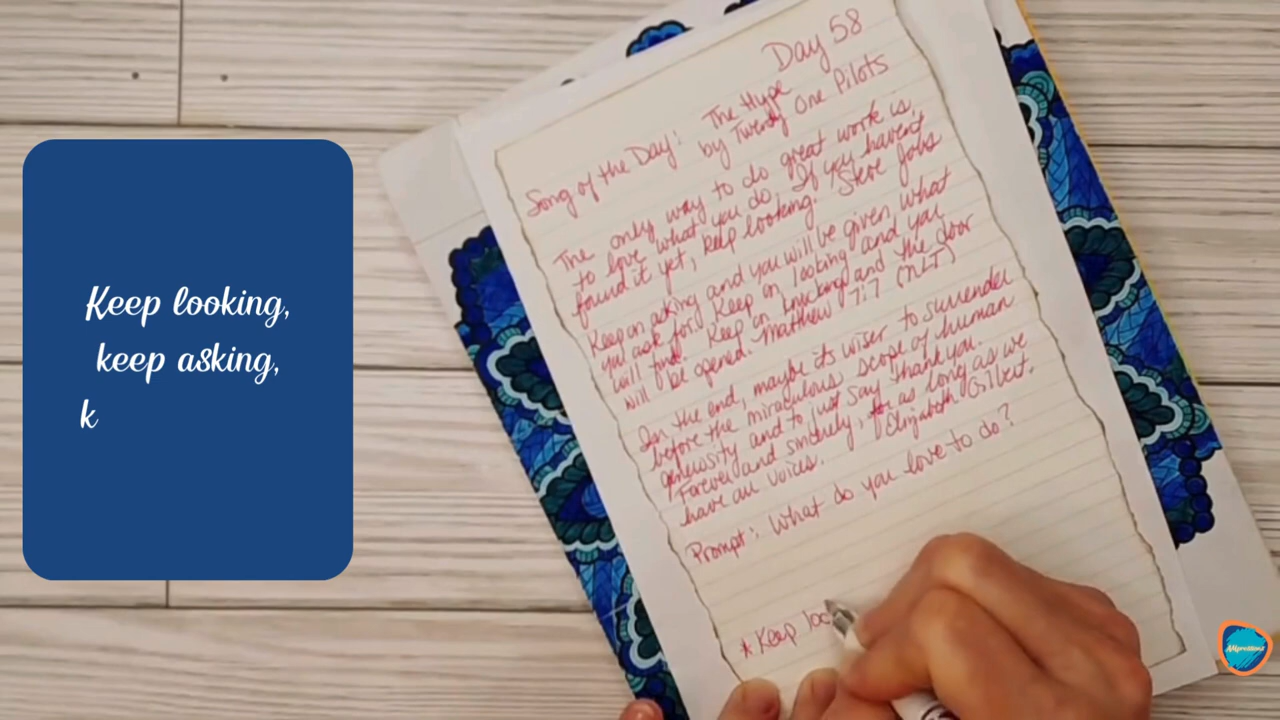 Keep looking,
keep asking,
k
Day 58
Song of the Day: The Hype
by Twenty One Pilots
The only way to do great work is,
to love what you do. If you haven't
found it yet, keep looking. Steve Jobs
Keep on asking and you will be given what
you ask for. Keep on looking and you
will find. Keep on knocking and the door
will be opened. Matthew 7:7 (NLT)
In the end, maybe its wiser to surrender
before the miraculous scope of human
generosity and to just say thank you.
Forever and sincerely, for as long as we
have our voices. Elizabeth Gilbert.
Prompt: What do you love to do?
* Keep loo